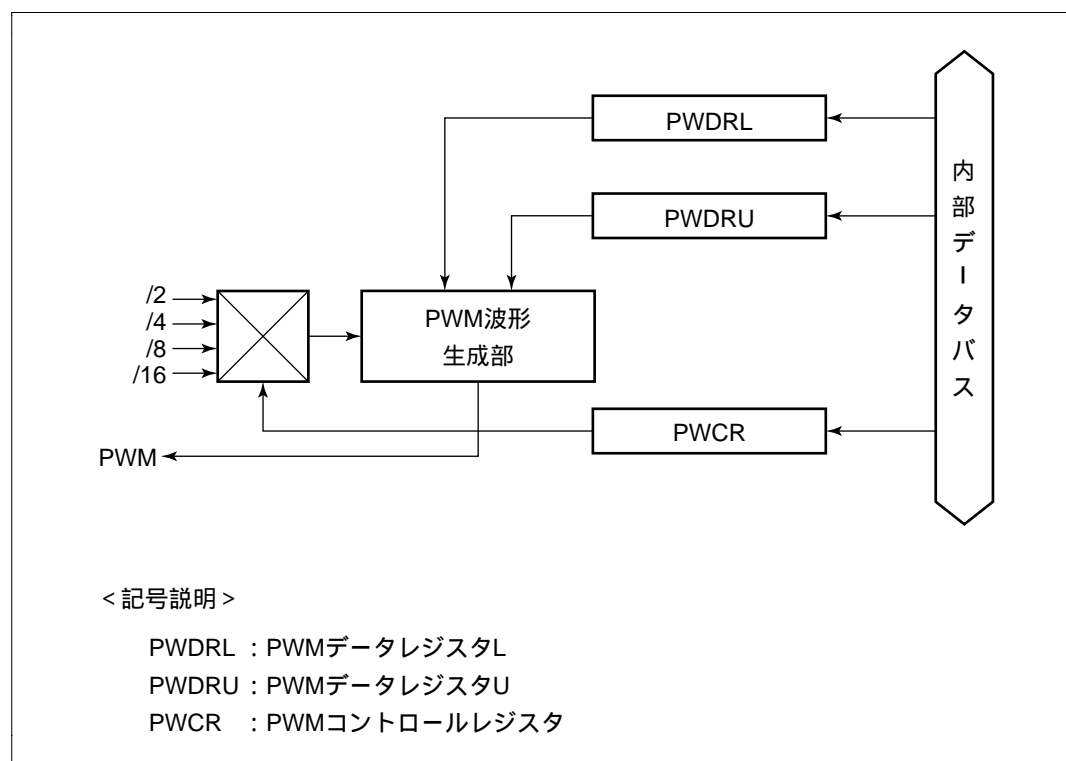 PWDRL
PWDRU
内部データバス
/2
/4
/8
/16
PWM波形
生成部
PWCR
PWM
<記号説明>
PWDRL :PWMデータレジスタL
PWDRU :PWMデータレジスタU
PWCR :PWMコントロールレジスタ